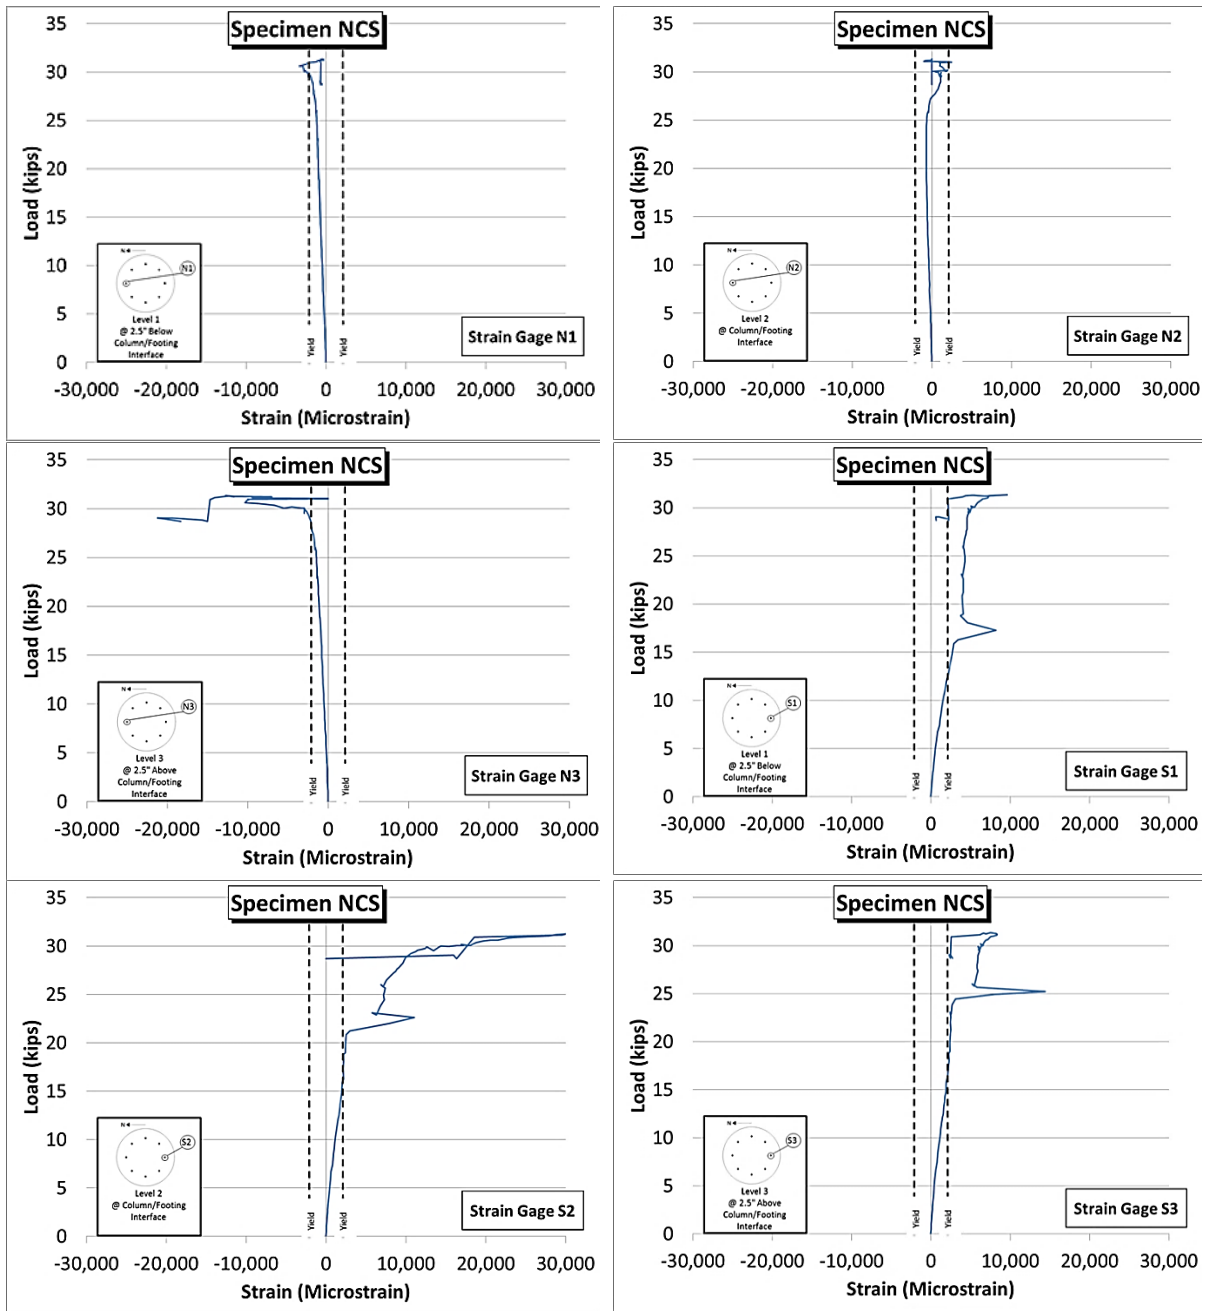 Specimen NCS
35
30
25
20
15
10
5
0
Load (kips)
N
N1
Level 1
@ 2.5" Below
Column/Footing
Interface
Yield
Yield
Strain Gage N1
-30,000 -20,000 -10,000 0 10,000 20,000 30,000
Strain (Microstrain)
Specimen NCS
35
30
25
20
15
10
5
0
Load (kips)
N
N2
Level 2
@ Column/Footing
Interface
Yield
Yield
Strain Gage N2
-30,000 -20,000 -10,000 0 10,000 20,000 30,000
Strain (Microstrain)
Specimen NCS
35
30
25
20
15
10
5
0
Load (kips)
N
N3
Level 3
@ 2.5" Above
Column/Footing
Interface
Yield
Yield
Strain Gage N3
-30,000 -20,000 -10,000 0 10,000 20,000 30,000
Strain (Microstrain)
Specimen NCS
35
30
25
20
15
10
5
0
Load (kips)
N
S1
Level 1
@ 2.5" Below
Column/Footing
Interface
Yield
Yield
Strain Gage S1
-30,000 -20,000 -10,000 0 10,000 20,000 30,000
Strain (Microstrain)
Specimen NCS
35
30
25
20
15
10
5
0
Load (kips)
N
S2
Level 2
@ Column/Footing
Interface
Yield
Yield
Strain Gage S2
-30,000 -20,000 -10,000 0 10,000 20,000 30,000
Strain (Microstrain)
Specimen NCS
35
30
25
20
15
10
5
0
Load (kips)
N
S3
Level 3
@ 2.5" Above
Column/Footing
Interface
Yield
Yield
Strain Gage S3
-30,000 -20,000 -10,000 0 10,000 20,000 30,000
Strain (Microstrain)